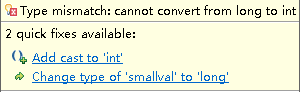 Type mismatch: cannot convert from long to int
2 quick fixes available:
Add cast to 'int'
Change type of 'smallval' to 'long'